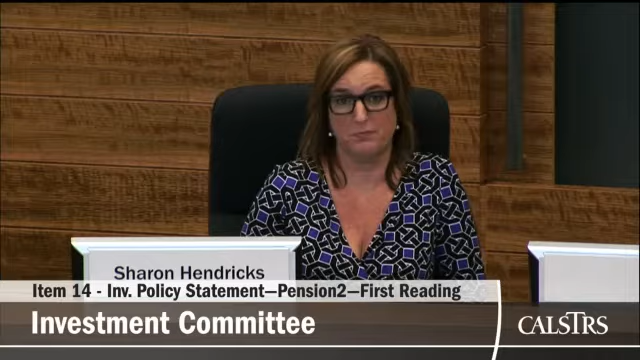 Sharon Hendricks
Item 14 - Inv. Policy Statement—Pension2—First Reading
Investment Committee
CALSTRS